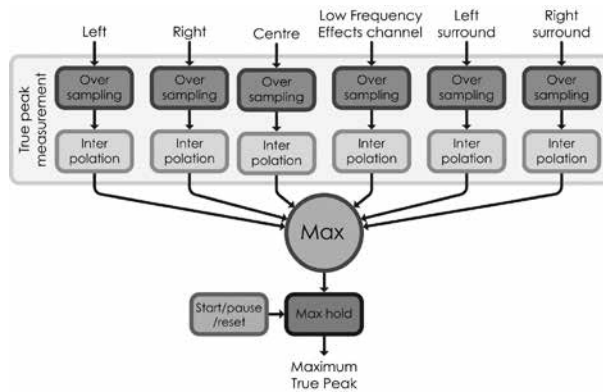 Left
Right
Centre
Low Frequency
Effects channel
Left
surround
Right
surround
True peak
measurement
Over
sampling
Over
sampling
Over
sampling
Over
sampling
Over
sampling
Over
sampling
Inter
polation
Inter
polation
Inter
polation
Inter
polation
Inter
polation
Inter
polation
Max
Start/pause
/reset
Max hold
Maximum
True Peak